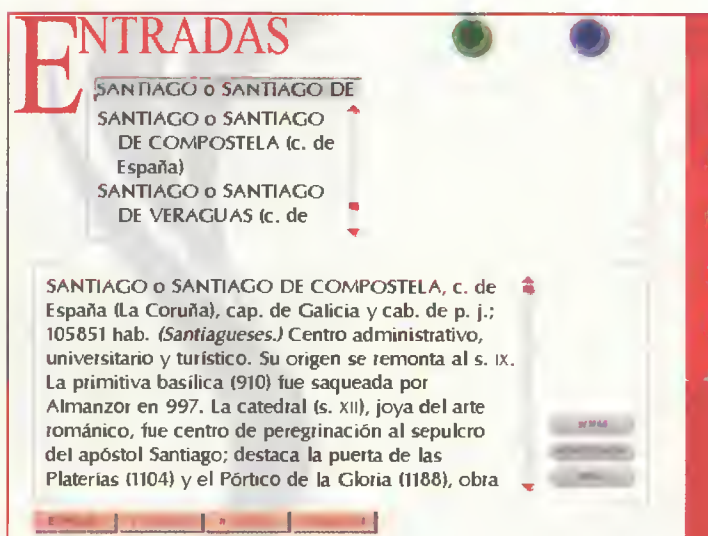 ENTRADAS
SANTIAGO o SANTIAGO DE
SANTIAGO o SANTIAGO
DE COMPOSTELA (c. de
España)
SANTIAGO o SANTIAGO
DE VERAGUAS (c. de
SANTIAGO o SANTIAGO DE COMPOSTELA, c. de
España (La Coruña), cap. de Galicia y cab. de p. j.;
105851 hab. (Santiagueses.) Centro administrativo,
universitario y turístico. Su origen se remonta al s. IX.
La primitiva basílica (910) fue saqueada por
Almanzor en 997. La catedral (s. XII), joya del arte
románico, fue centro de peregrinación al sepulcro
del apóstol Santiago; destaca la puerta de las
Platerías (1104) y el Pórtico de la Gloria (1188), obra